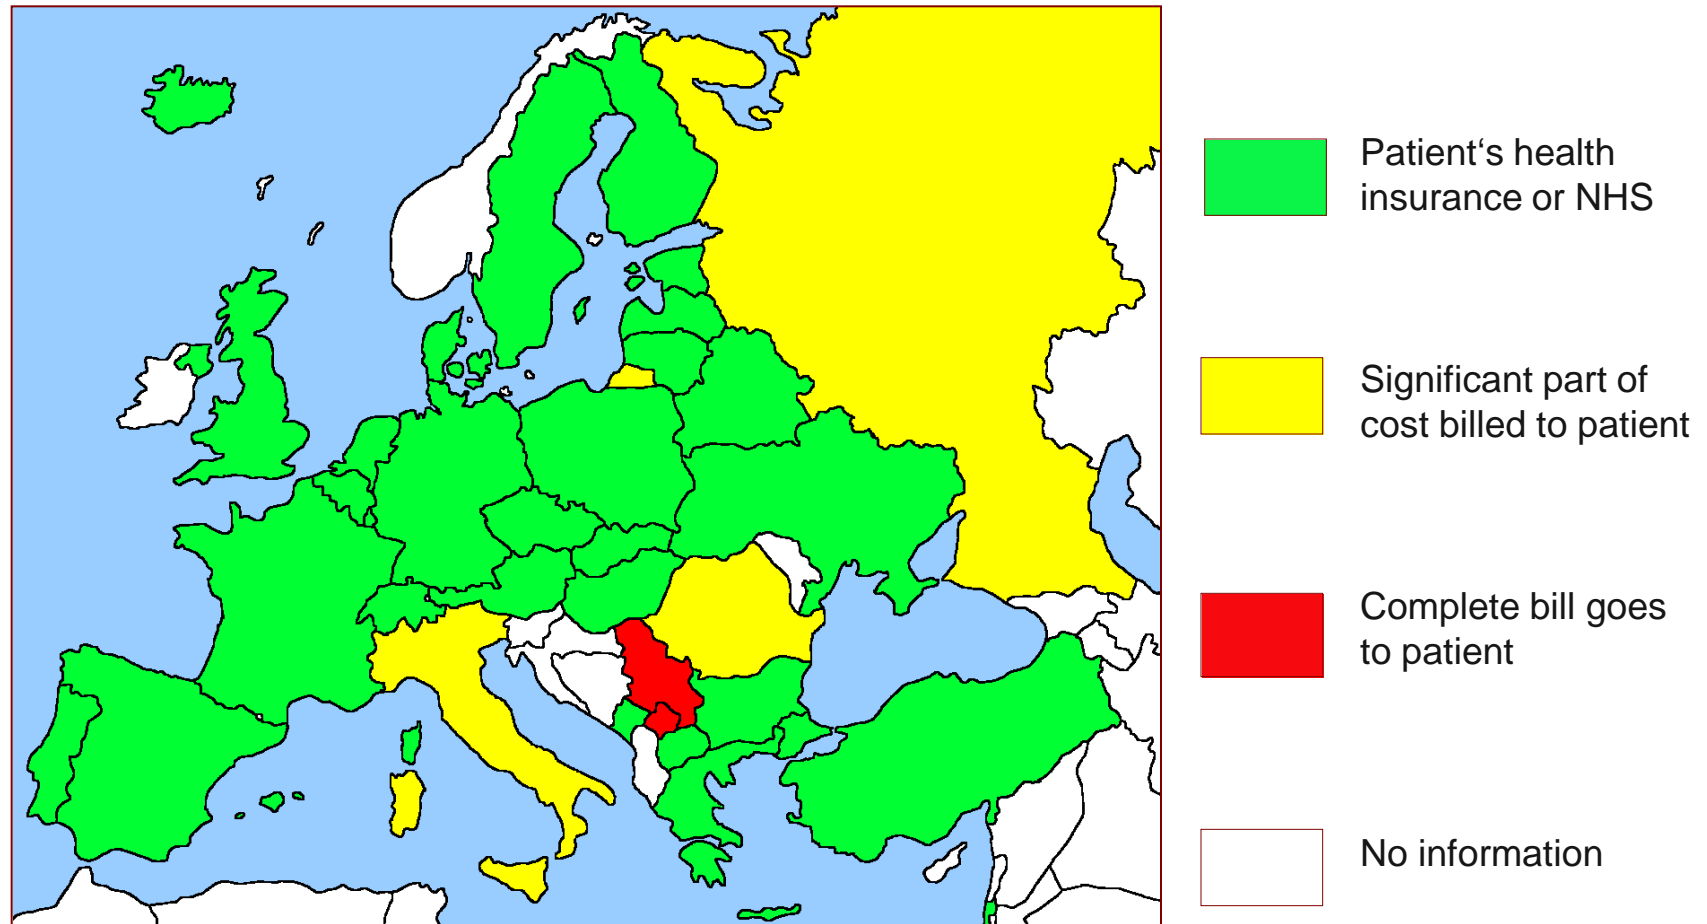 Patient‘s health
insurance or NHS
Significant part of
cost billed to patient
Complete bill goes
to patient
No information